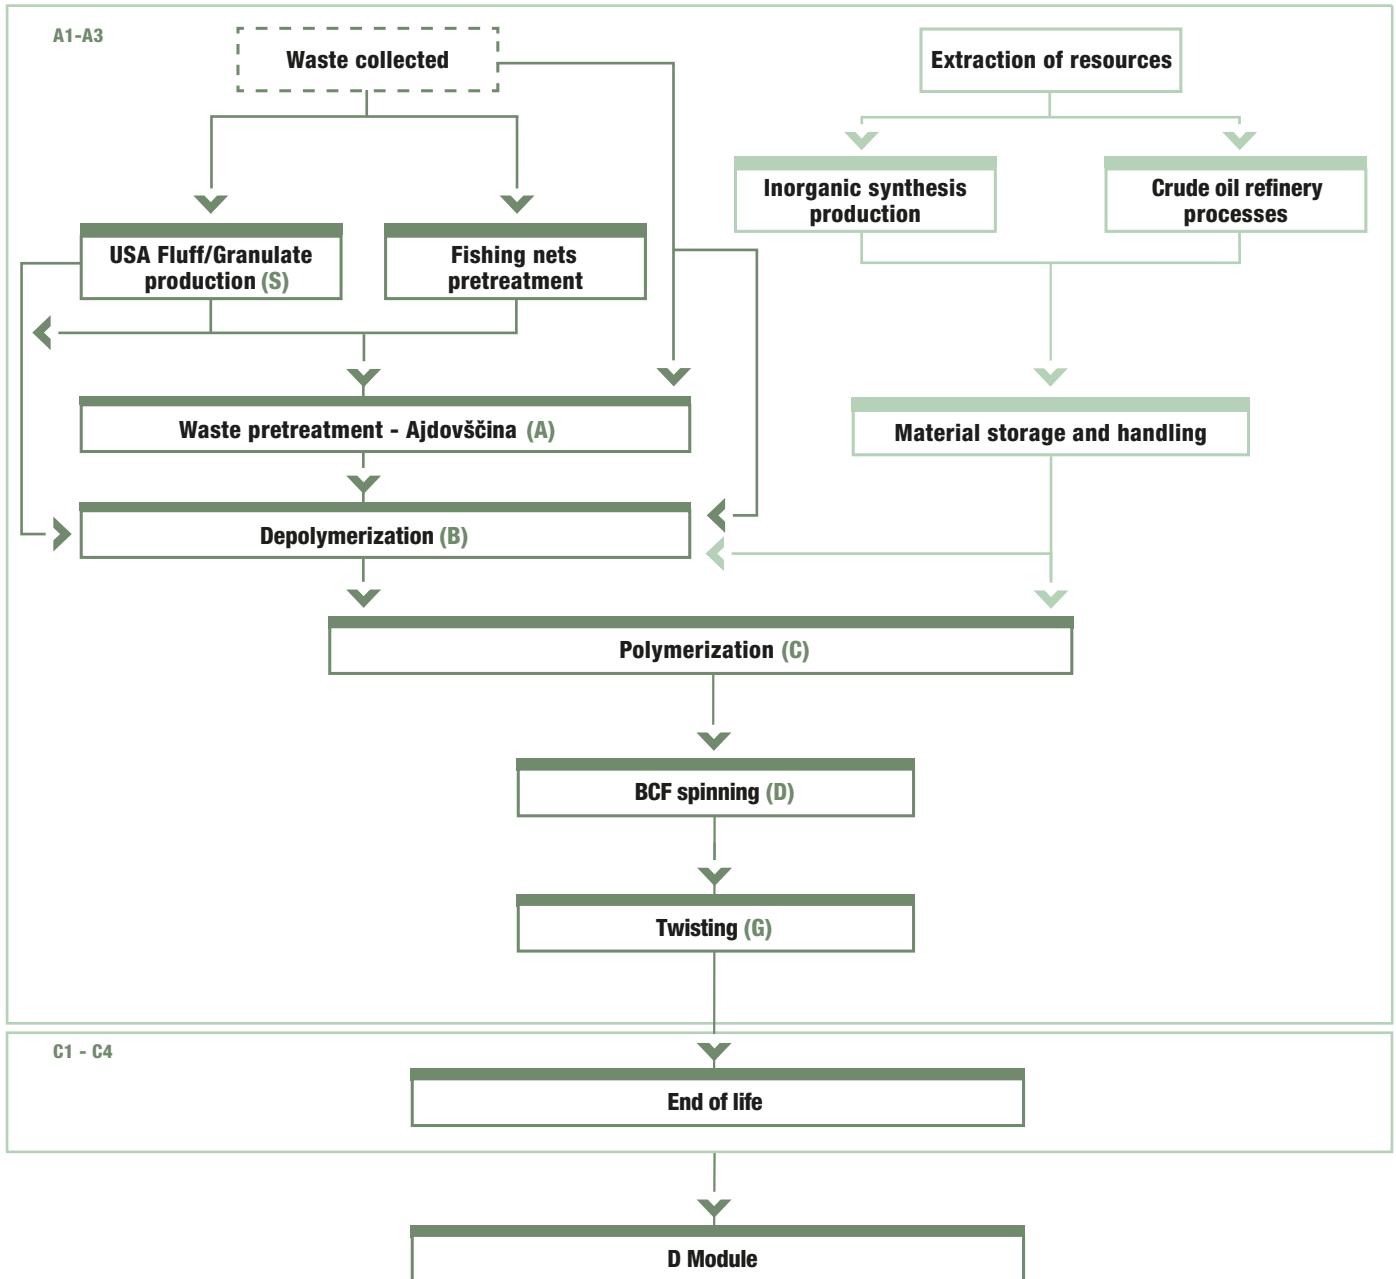 A1-A3
Waste collected
Extraction of resources
Inorganic synthesis
production
Crude oil refinery
processes
USA Fluff/Granulate
production (S)
Fishing nets
pretreatment
Waste pretreatment - Ajdovščina (A)
Material storage and handling
Depolymerization (B)
Polymerization (C)
BCF spinning (D)
Twisting (G)
C1 - C4
End of life
D Module